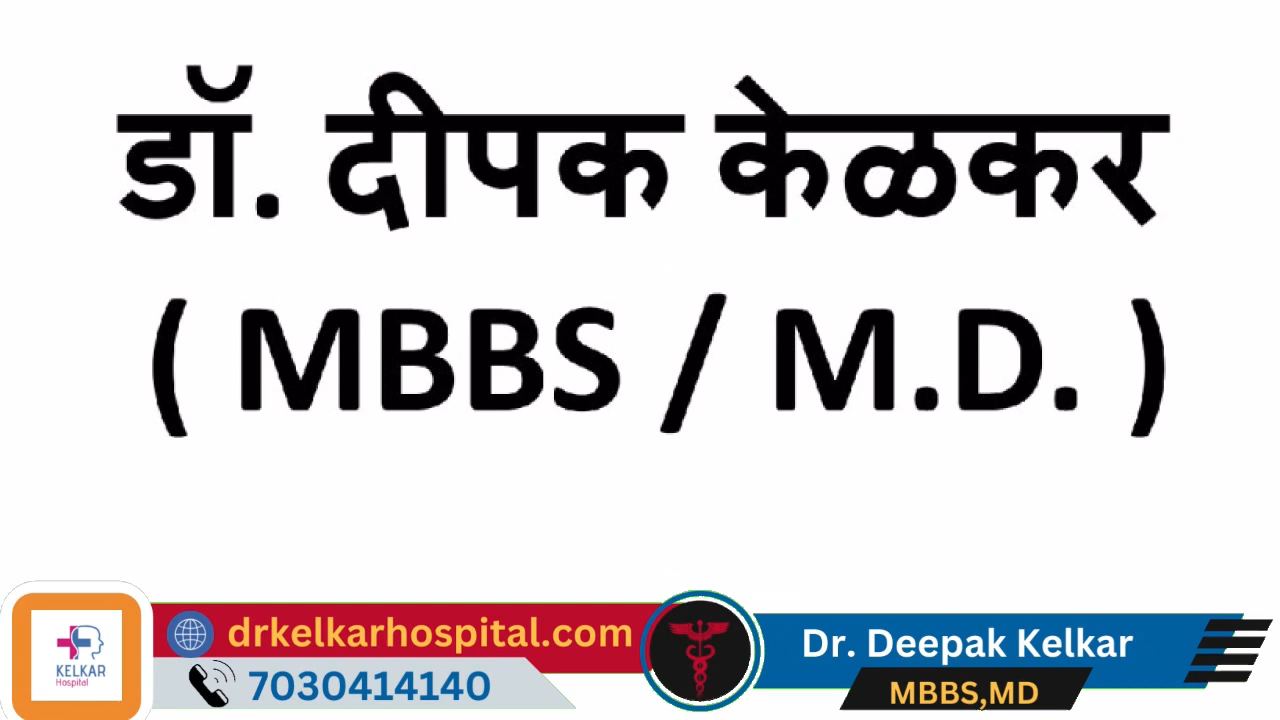 डॉ. दीपक केळकर
( MBBS / M.D. )
KELKAR
Hospital
drkelkarhospital.com
7030414140
Dr. Deepak Kelkar
MBBS,MD